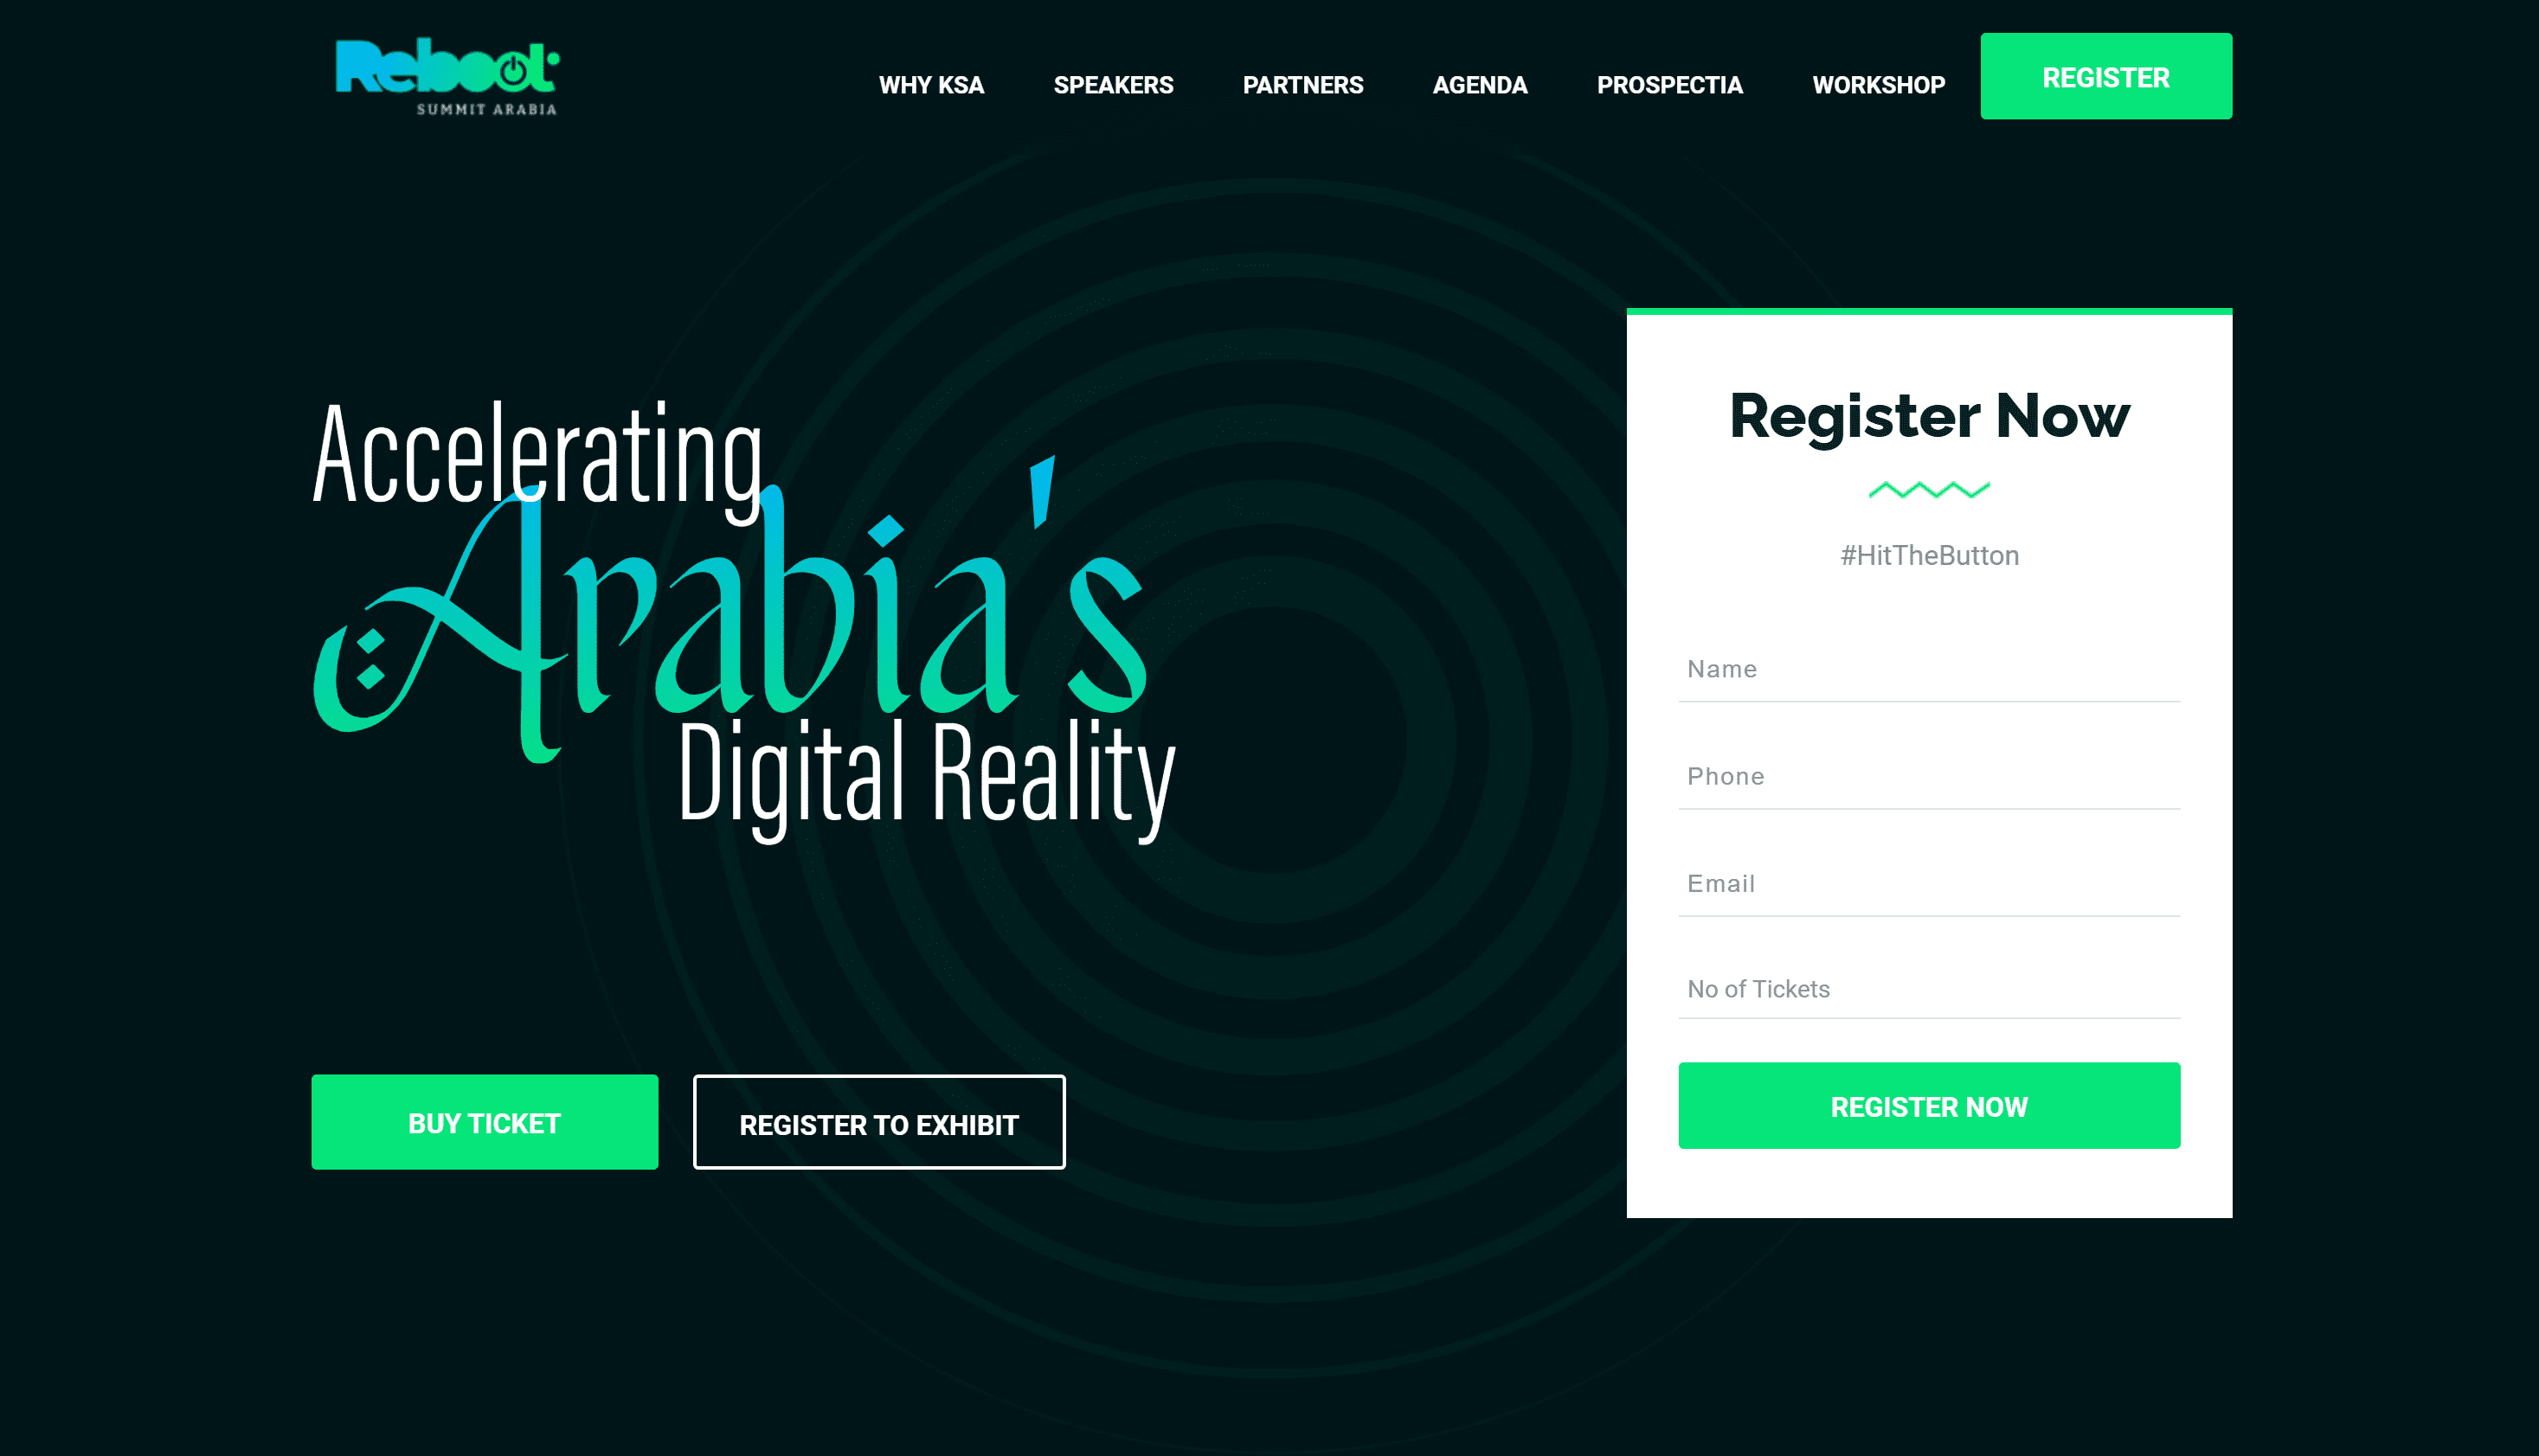 Reboot
SUMMIT ARABIA
WHY KSA
SPEAKERS
PARTNERS
AGENDA
PROSPECTIA
WORKSHOP
REGISTER
Accelerating
Arabia's
Digital Reality
BUY TICKET
REGISTER TO EXHIBIT
Register Now
#HitTheButton
Name
Phone
Email
No of Tickets
REGISTER NOW